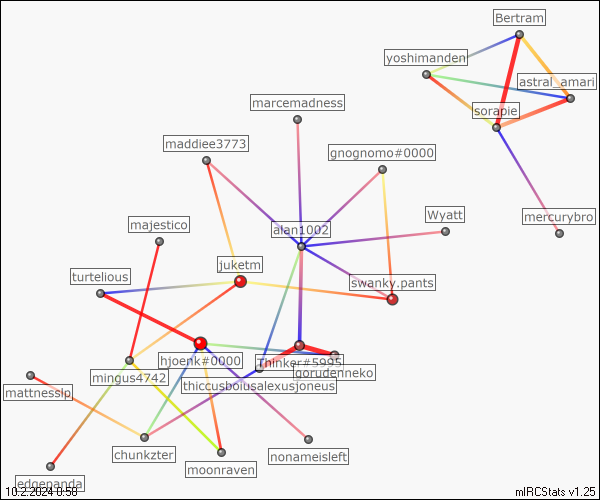 Bertram
yoshimanden
astral_amari
marcemadness
sorapie
maddiee3773
gnognomo#0000
majestico
alan1002
Wyatt
mercurybro
turtelious
juketm
swanky.pants
hjoenk#0000
Thinker#5995
mingus4742
gorudenneko
mattnesslp
thiccusboiusalexusjoneus
chunkzter
nonameisleft
moonraven
edgepanda
10.2.2024 0:58
mIRCStats v1.25